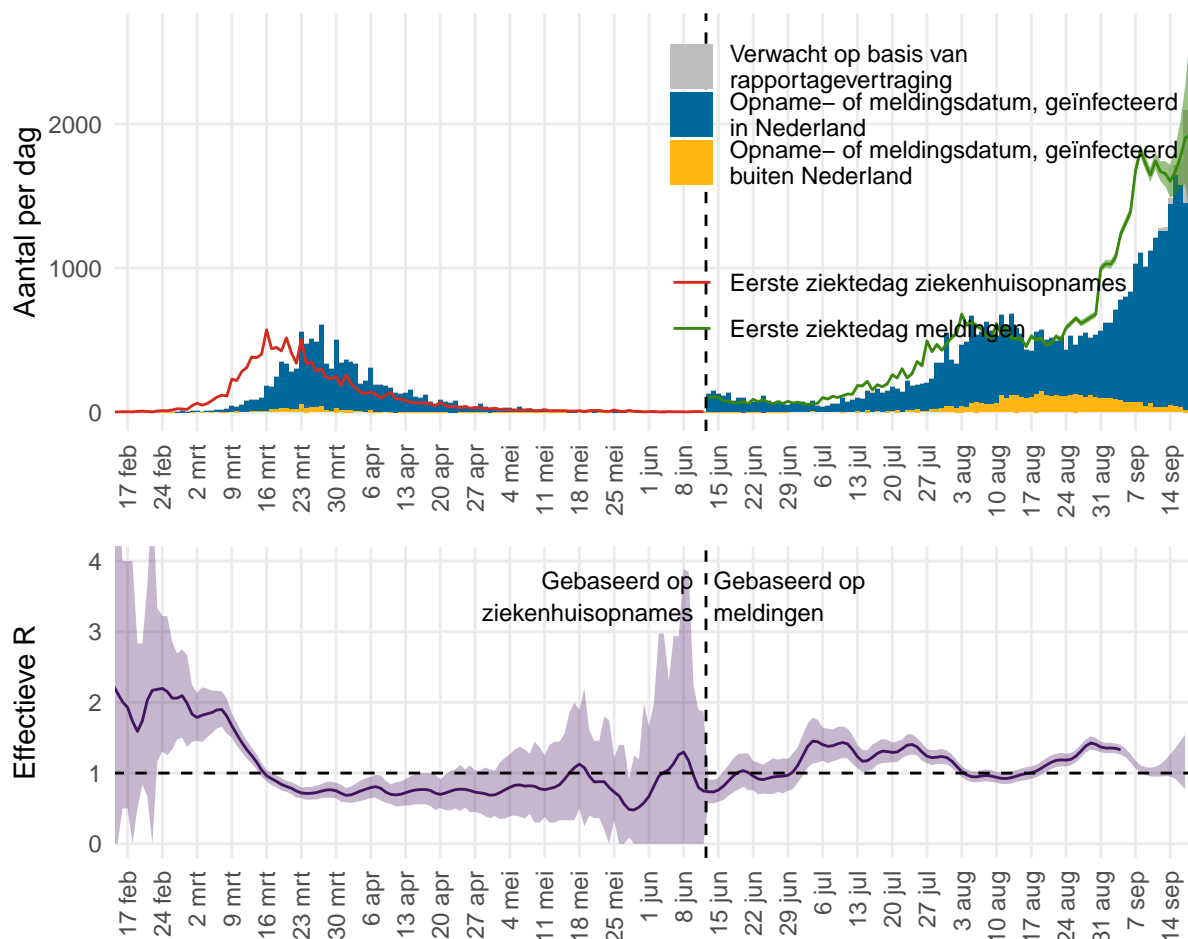 Aantal per dag
2000
1000
0
Verwacht op basis van
rapportagevertraging
Opname– of meldingsdatum, geïnfecteerd
in Nederland
Opname– of meldingsdatum, geïnfecteerd
buiten Nederland
Eerste ziektedag ziekenhuisopnames
Eerste ziektedag meldingen
17 feb
24 feb
2 mrt
9 mrt
16 mrt
23 mrt
30 mrt
6 apr
13 apr
20 apr
27 apr
4 mei
11 mei
18 mei
25 mei
1 jun
8 jun
15 jun
22 jun
29 jun
6 jul
13 jul
20 jul
27 jul
3 aug
10 aug
17 aug
24 aug
31 aug
7 sep
14 sep
Effectieve R
4
3
2
1
0
Gebaseerd op
ziekenhuisopnames
Gebaseerd op
meldingen
17 feb
24 feb
2 mrt
9 mrt
16 mrt
23 mrt
30 mrt
6 apr
13 apr
20 apr
27 apr
4 mei
11 mei
18 mei
25 mei
1 jun
8 jun
15 jun
22 jun
29 jun
6 jul
13 jul
20 jul
27 jul
3 aug
10 aug
17 aug
24 aug
31 aug
7 sep
14 sep